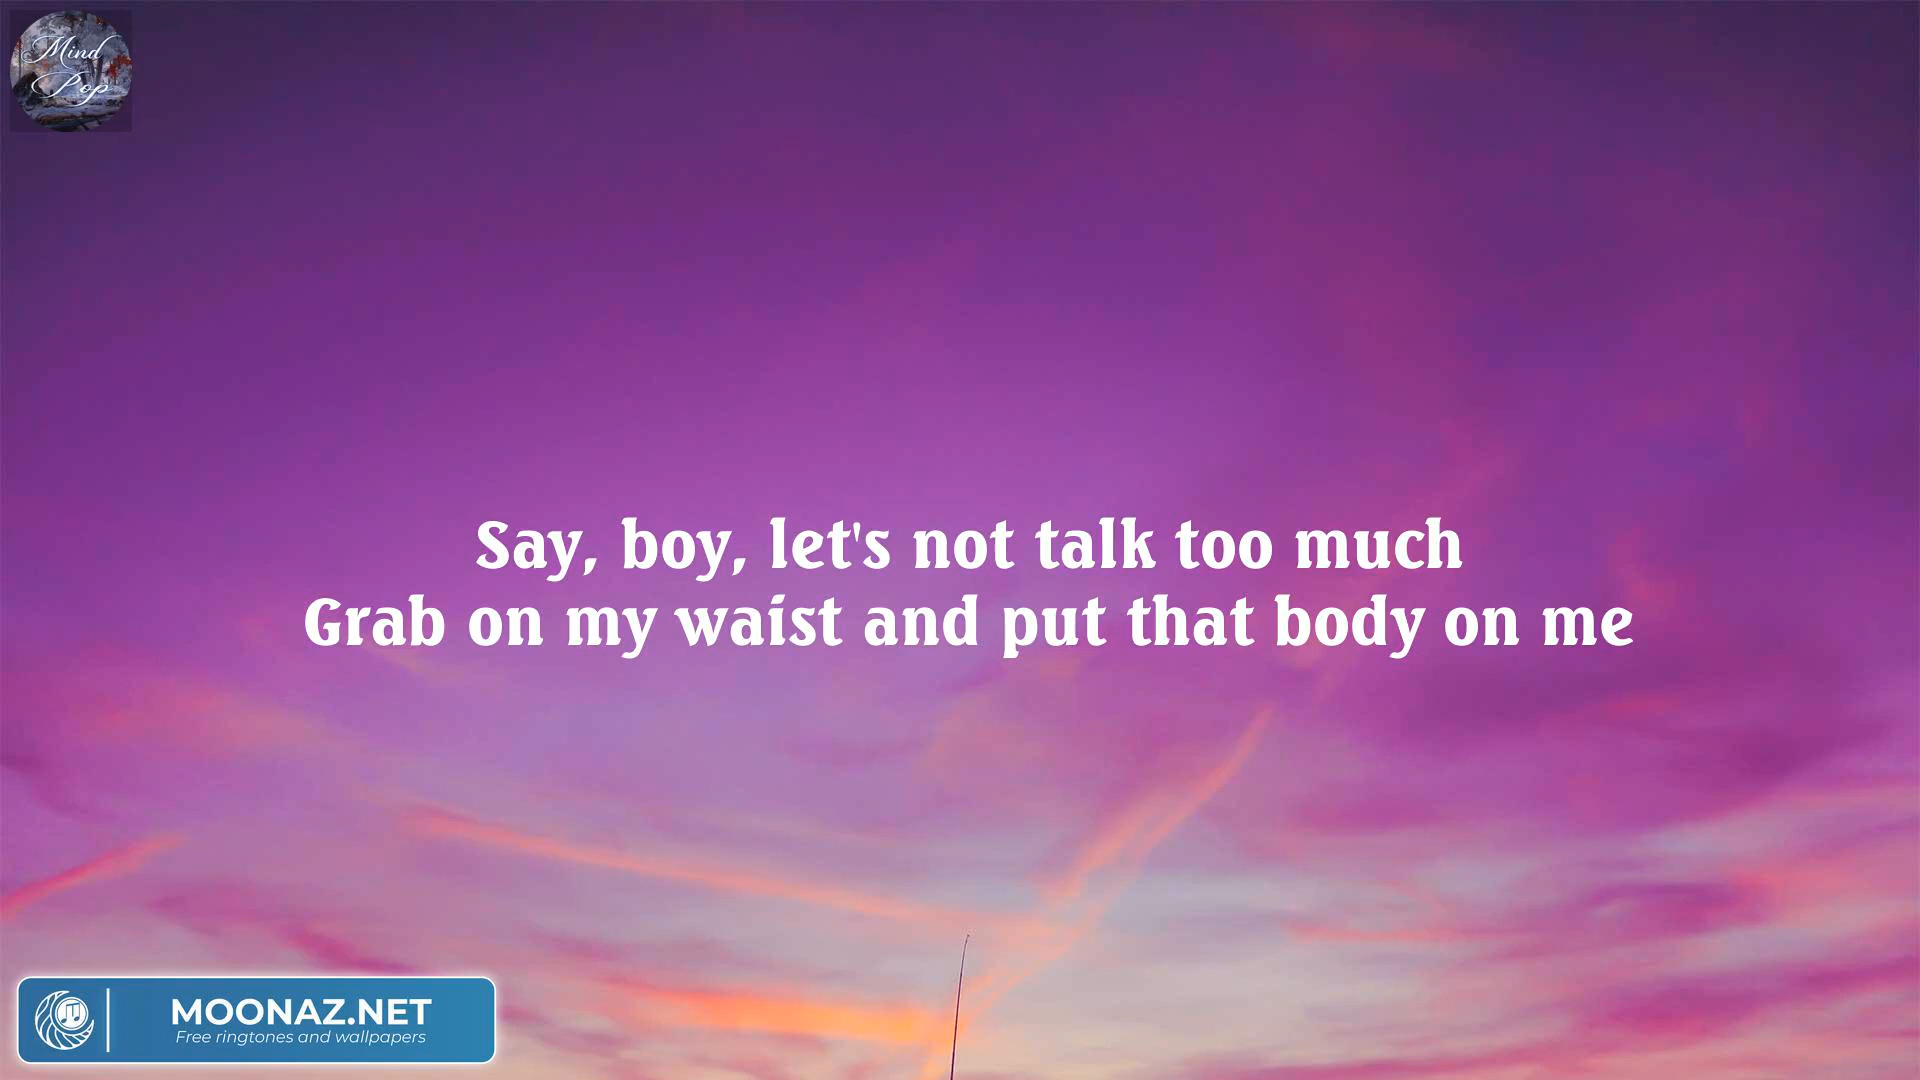 Mind
Pop
Say, boy, let's not talk too much
Grab on my waist and put that body on me
MOONAZ.NET
Free ringtones and wallpapers